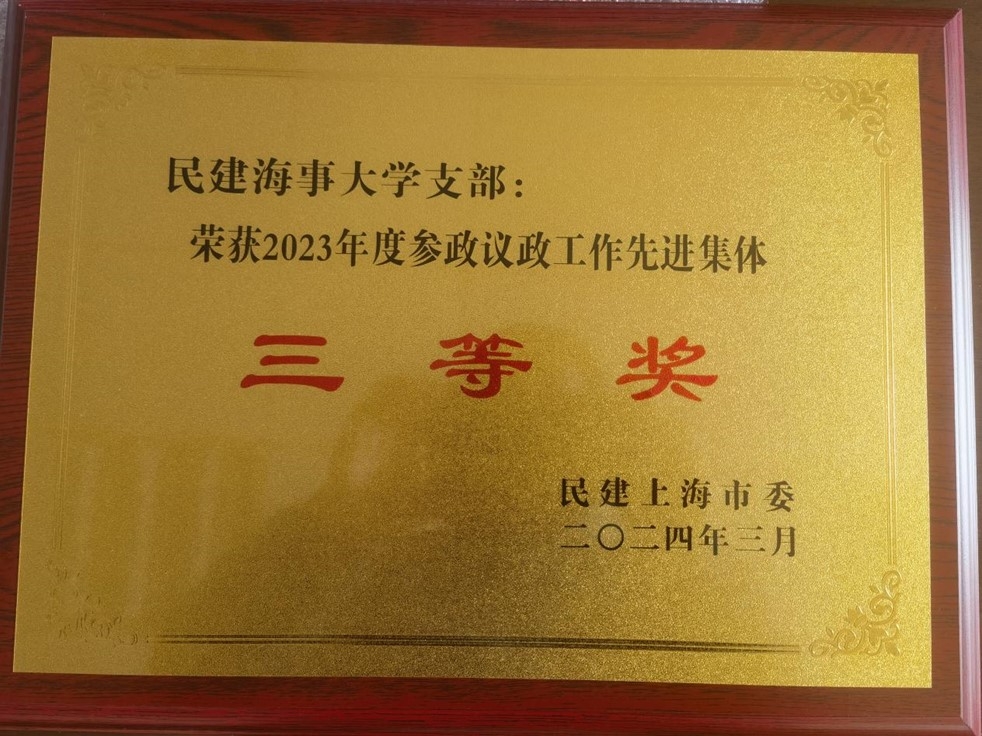 民建海事大学支部：
荣获2023年度参政议政工作先进集体
三等奖
民建上海市委
二〇二四年三月